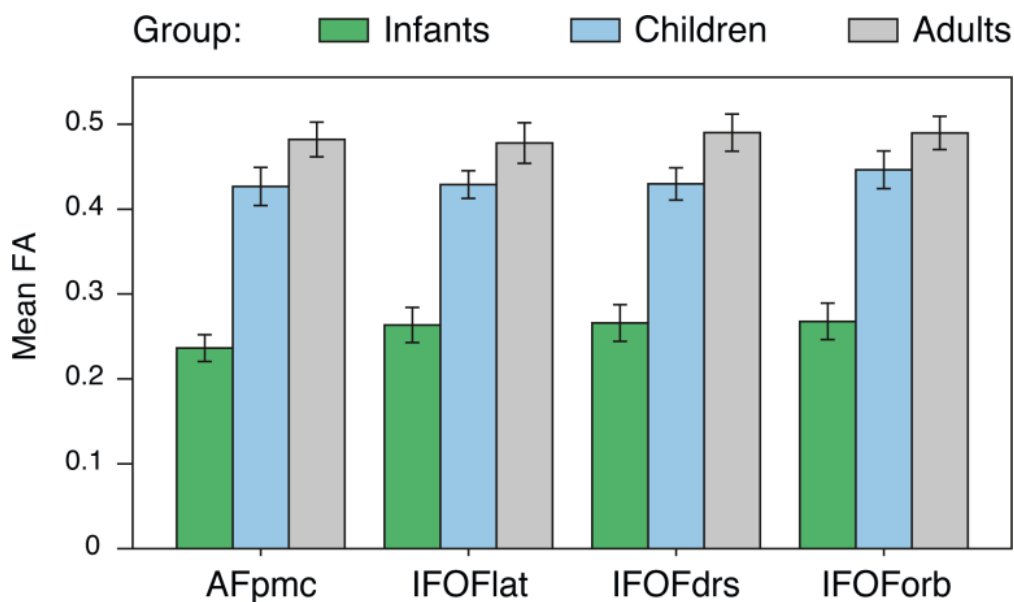 Group: Infants Children Adults
Mean FA
0.5
0.4
0.3
0.2
0.1
0
AFpmc IFOFlat IFOFdrs IFOForb